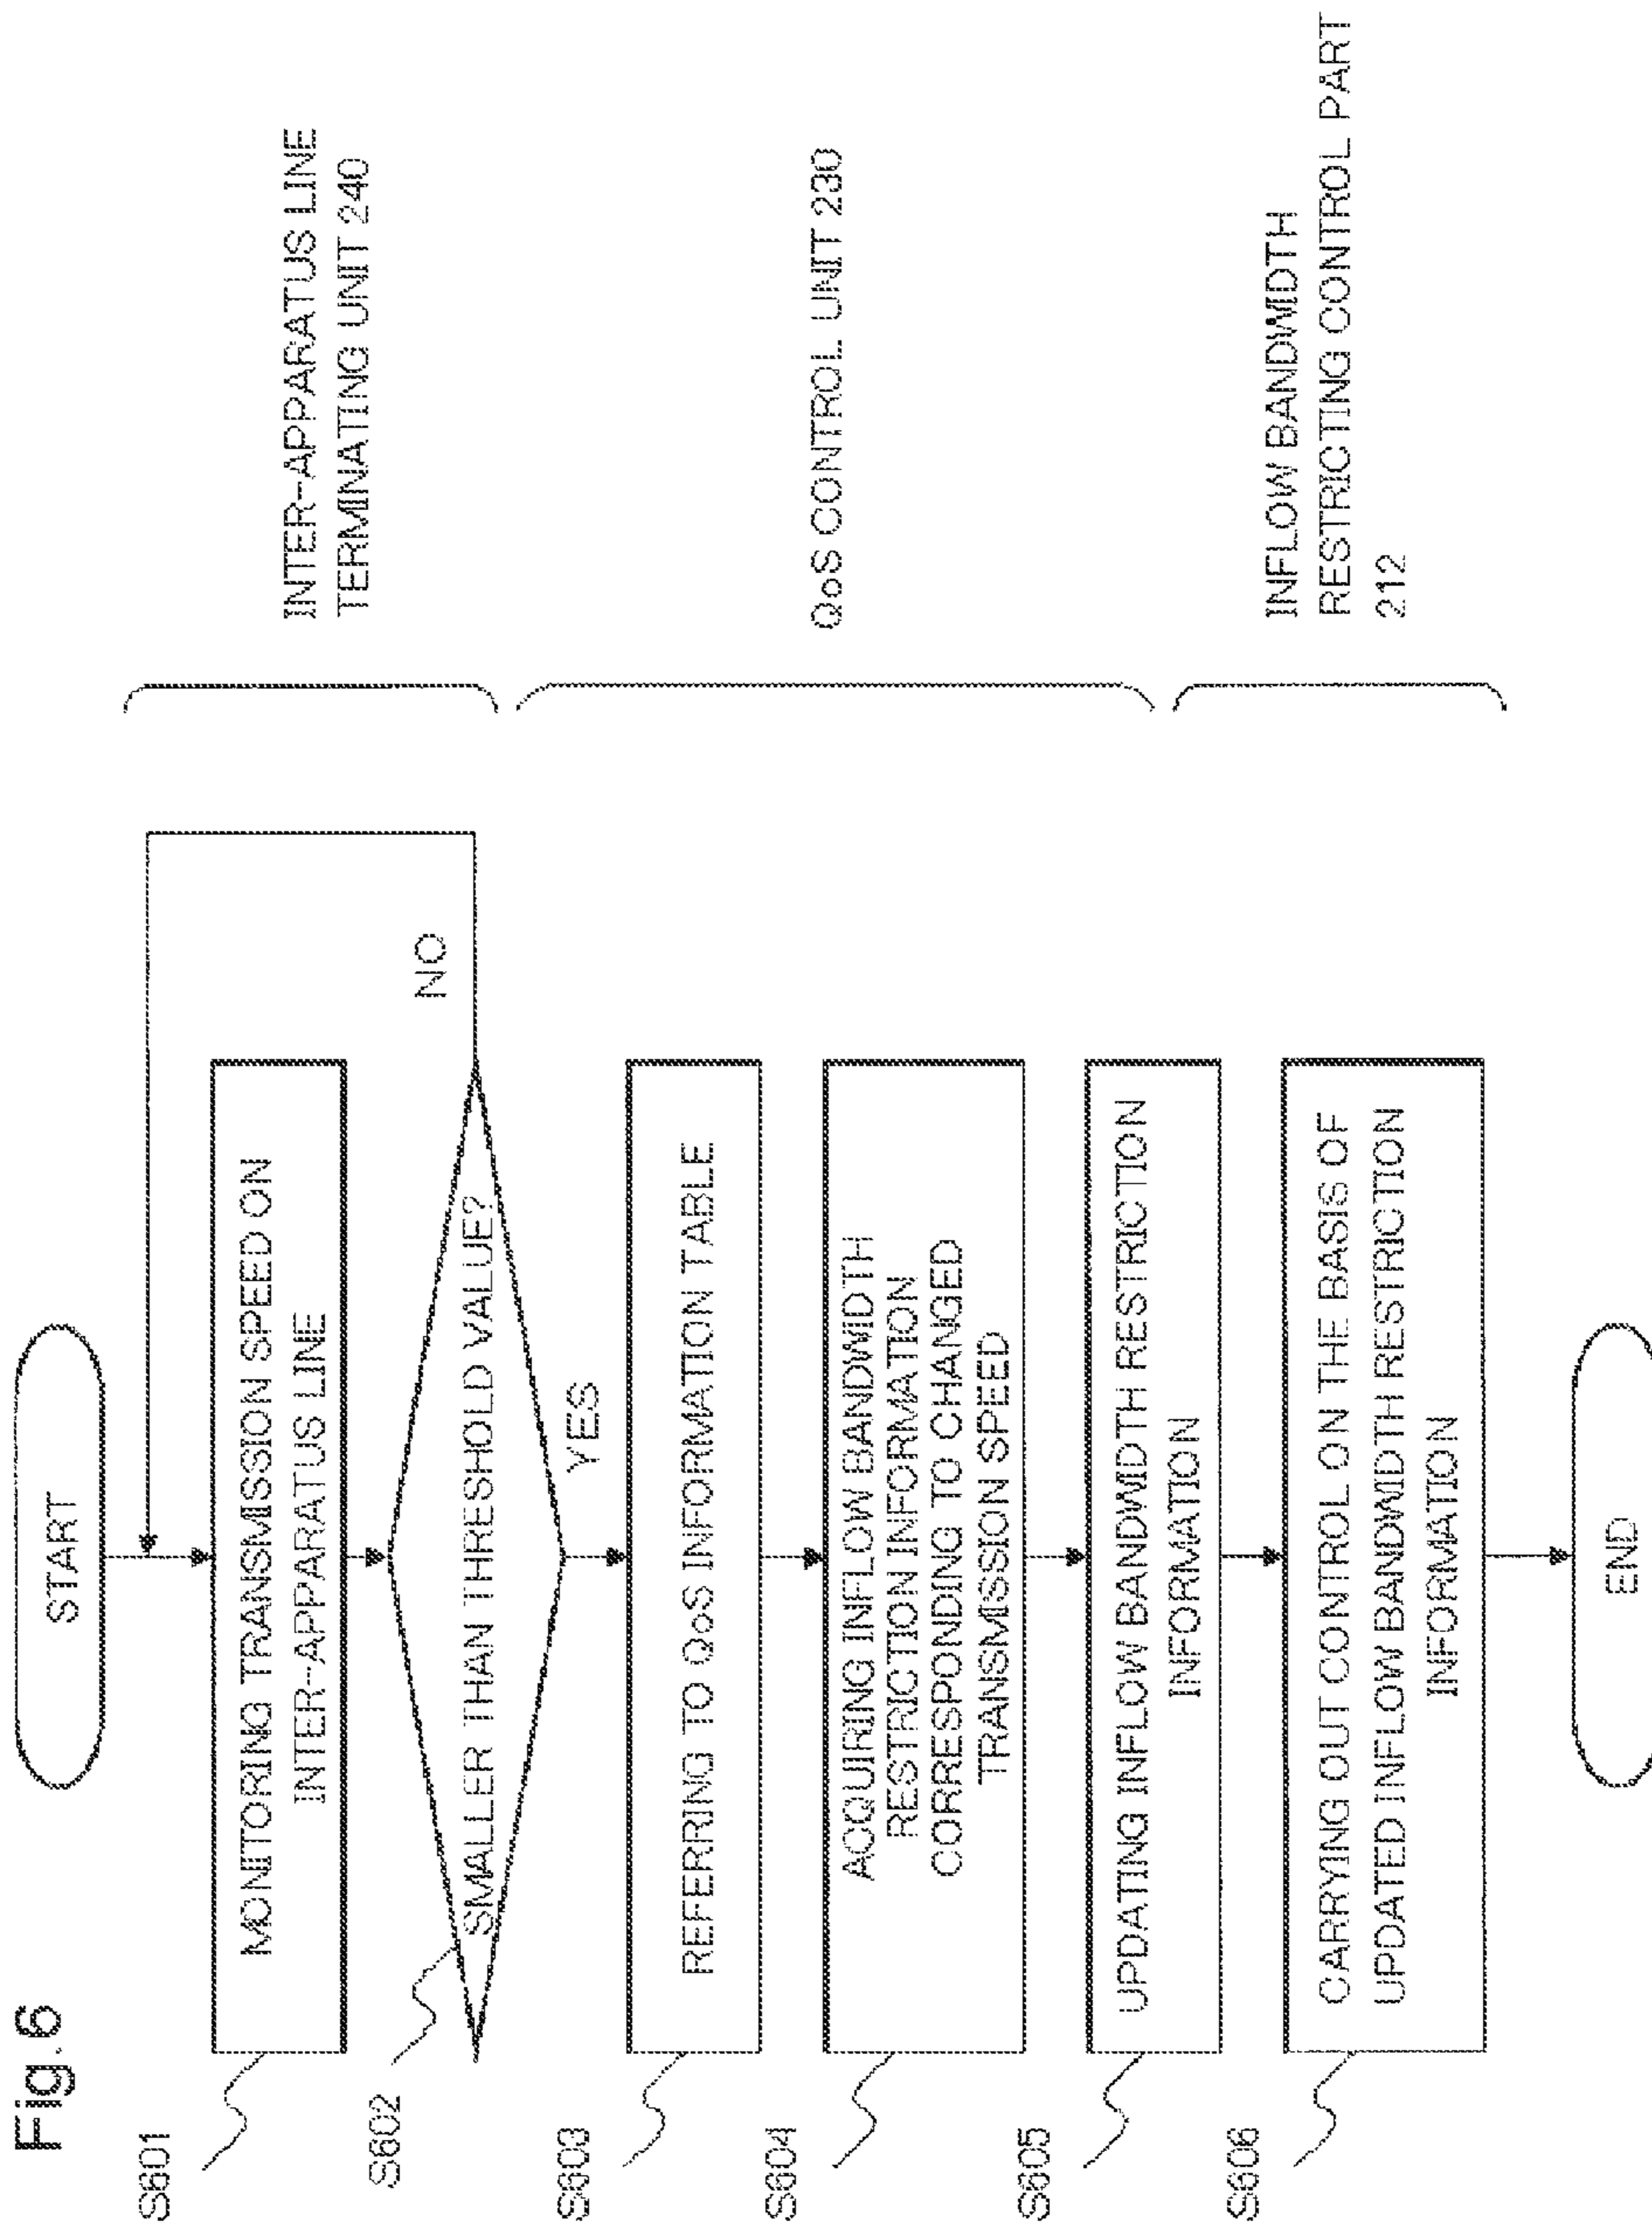 Fig.6
START
S601
MONITORING TRANSMISSION SPEED ON
INTER-APPARATUS LINE
S602
SMALLER THAN THRESHOLD VALUE?
NO
YES
S603
REFERRING TO QoS INFORMATION TABLE
S604
ACQUIRING INFLOW BANDWIDTH
RESTRICTION INFORMATION
CORRESPONDING TO CHANGED
TRANSMISSION SPEED
S605
UPDATING INFLOW BANDWIDTH RESTRICTION
INFORMATION
S606
CARRYING OUT CONTROL ON THE BASIS OF
UPDATED INFLOW BANDWIDTH RESTRICTION
INFORMATION
END
INTER-APPARATUS LINE
TERMINATING UNIT 240
QoS CONTROL UNIT 230
INFLOW BANDWIDTH
RESTRICTING CONTROL PART
212